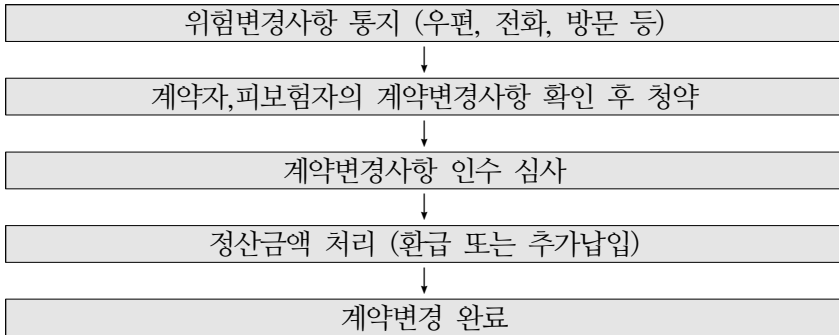 위험변경사항 통지 (우편, 전화, 방문 등)
계약자,피보험자의 계약변경사항 확인 후 청약
계약변경사항 인수 심사
정산금액 처리 (환급 또는 추가납입)
계약변경 완료